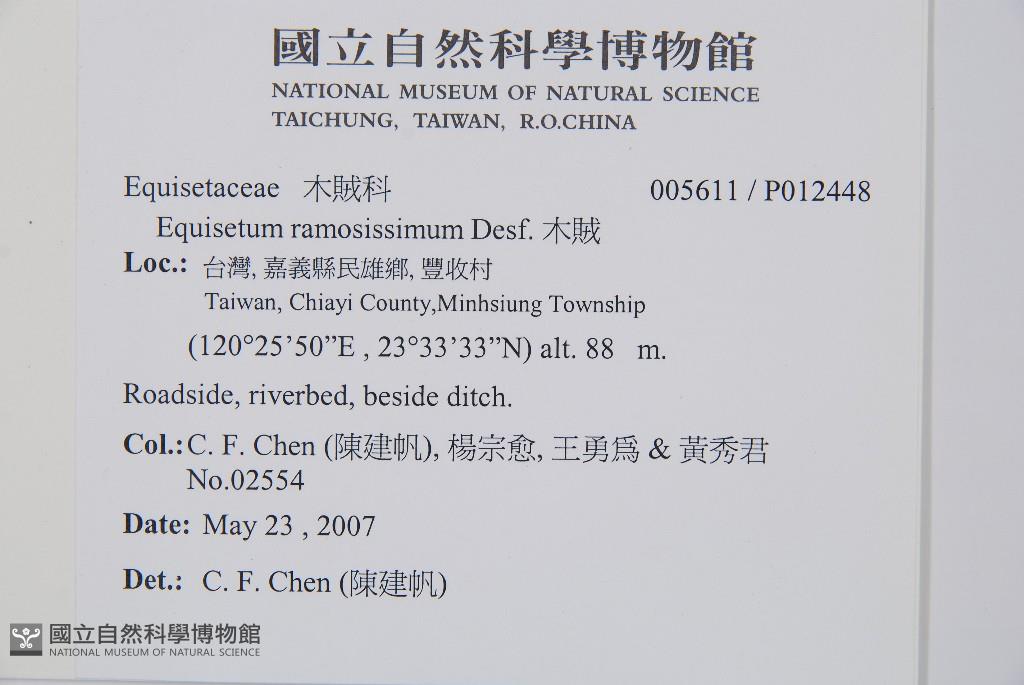 國立自然科學博物館
NATIONAL MUSEUM OF NATURAL SCIENCE
TAICHUNG, TAIWAN, R.O.CHINA
Equisetaceae 木賊科 005611 / P012448
Equisetum ramosissimum Desf. 木賊
Loc.: 台灣, 嘉義縣民雄鄉, 豐收村
Taiwan, Chiayi County,Minhsiung Township
(120°25’50”E , 23°33’33”N) alt. 88 m.
Roadside, riverbed, beside ditch.
Col.: C. F. Chen (陳建帆), 楊宗愈, 王勇為 & 黃秀君
No.02554
Date: May 23 , 2007
Det.: C. F. Chen (陳建帆)
國立自然科學博物館
NATIONAL MUSEUM OF NATURAL SCIENCE